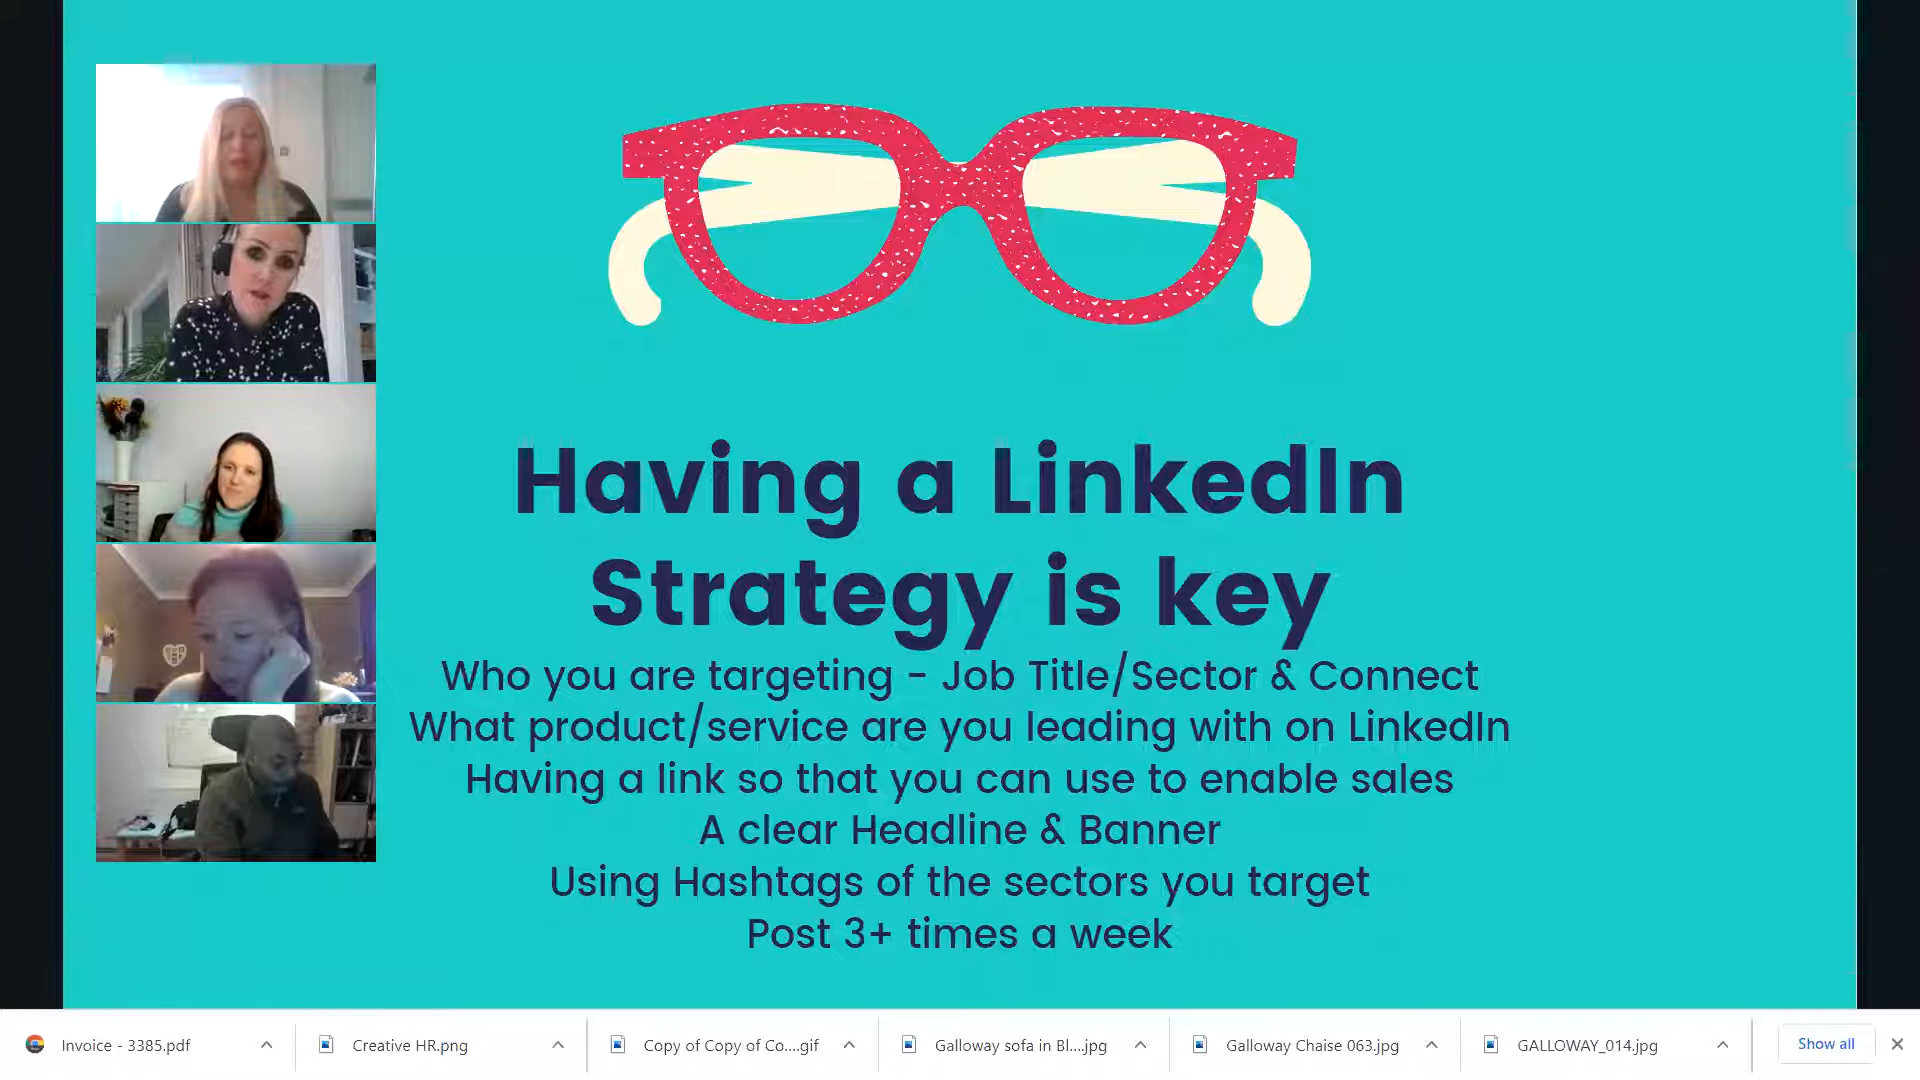 Having a LinkedIn
Strategy is key
Who you are targeting - Job Title/Sector & Connect
What product/service are you leading with on LinkedIn
Having a link so that you can use to enable sales
A clear Headline & Banner
Using Hashtags of the sectors you target
Post 3+ times a week
Invoice - 3385.pdf
Creative HR.png
Copy of Copy of Co....gif
Galloway sofa in Bl....jpg
Galloway Chaise 063.jpg
GALLOWAY_014.jpg
Show all